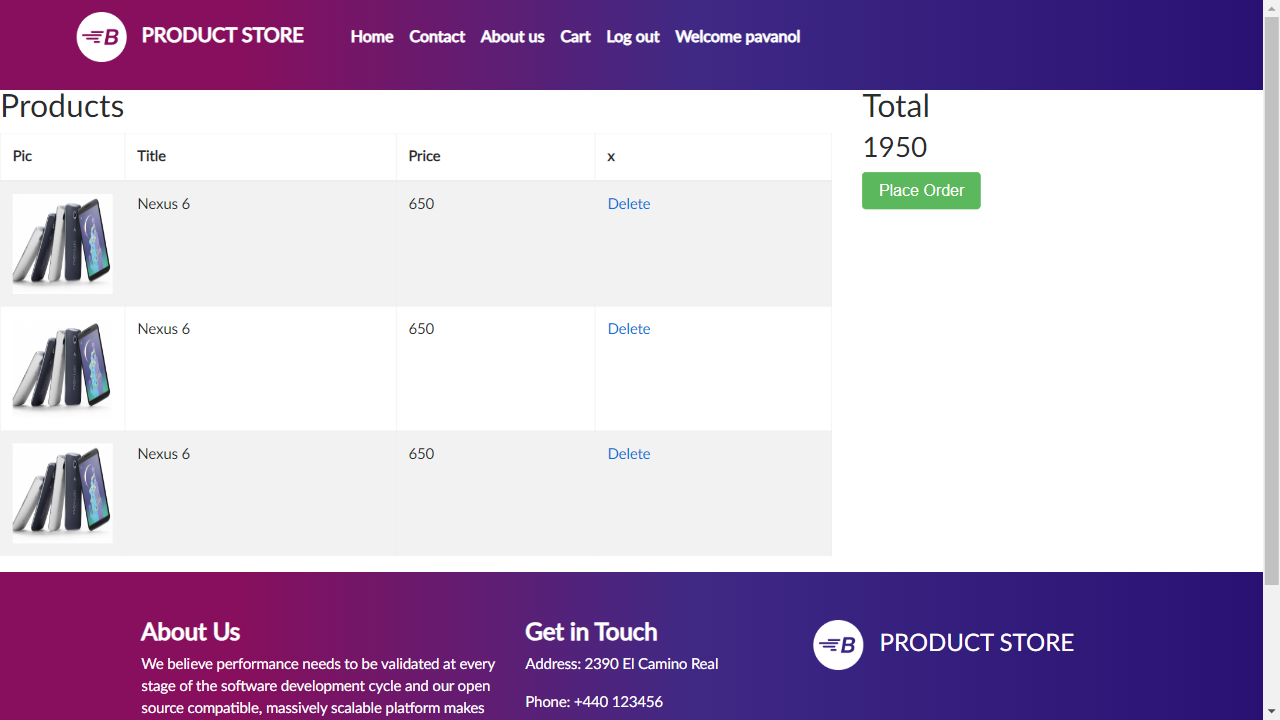 B PRODUCT STORE Home Contact About us Cart Log out Welcome pavanol
Products
Pic Title Price x
Nexus 6 650 Delete
Nexus 6 650 Delete
Nexus 6 650 Delete
Total
1950
Place Order
About Us
We believe performance needs to be validated at every
stage of the software development cycle and our open
source compatible, massively scalable platform makes
Get in Touch
Address: 2390 El Camino Real
Phone: +440 123456
B PRODUCT STORE